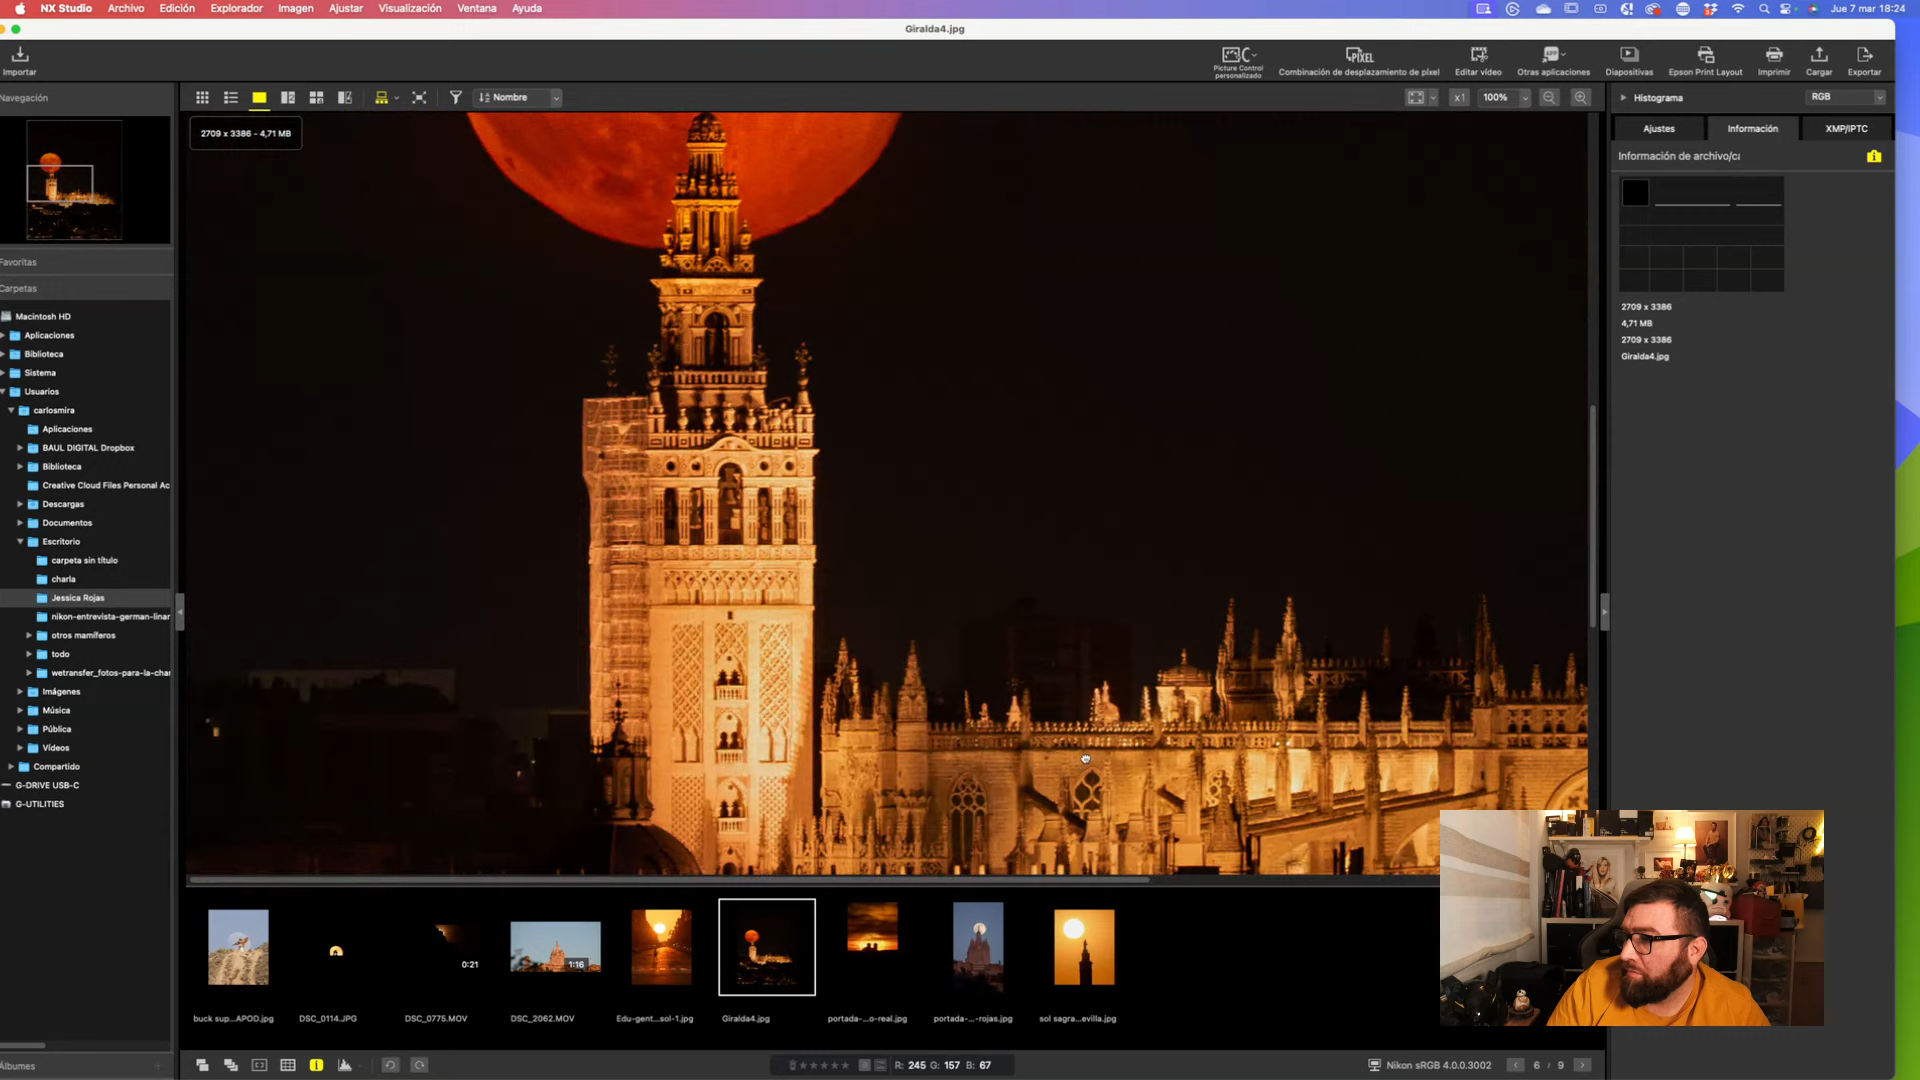 NX Studio Archivo Edición Explorador Imagen Ajustar Visualización Ventana Ayuda Jue 7 mar 18:24
Giralda4.jpg
Importar
Picture Control personalizado
Combinación de desplazamiento de pixel
Editar vídeo
Otras aplicaciones
Diapositivas
Epson Print Layout
Imprimir
Cargar
Exportar
Navegación
Nombre
x1 100%
Histograma RGB
2709 x 3386 - 4,71 MB
Ajustes Información XMP/IPTC
Información de archivo/cá
2709 x 3386
4,71 MB
2709 x 3386
Giralda4.jpg
Favoritas
Carpetas
Macintosh HD
Aplicaciones
Biblioteca
Sistema
Usuarios
carlosmira
Aplicaciones
BAUL DIGITAL Dropbox
Biblioteca
Creative Cloud Files Personal Ac
Descargas
Documentos
Escritorio
carpeta sin título
charla
Jessica Rojas
nikon-entrevista-german-linar
otros mamíferos
todo
wetransfer_fotos-para-la-char
Imágenes
Música
Pública
Vídeos
Compartido
G-DRIVE USB-C
G-UTILITIES
0:21
1:16
buck sup...APOD.jpg
DSC_0114.JPG
DSC_0775.MOV
DSC_2062.MOV
Edu-gent...sol-1.jpg
Giralda4.jpg
portada-...o-real.jpg
portada-...-rojas.jpg
sol sagra...evilla.jpg
Álbumes
R: 245 G: 157 B: 67
Nikon sRGB 4.0.0.3002
6 / 9